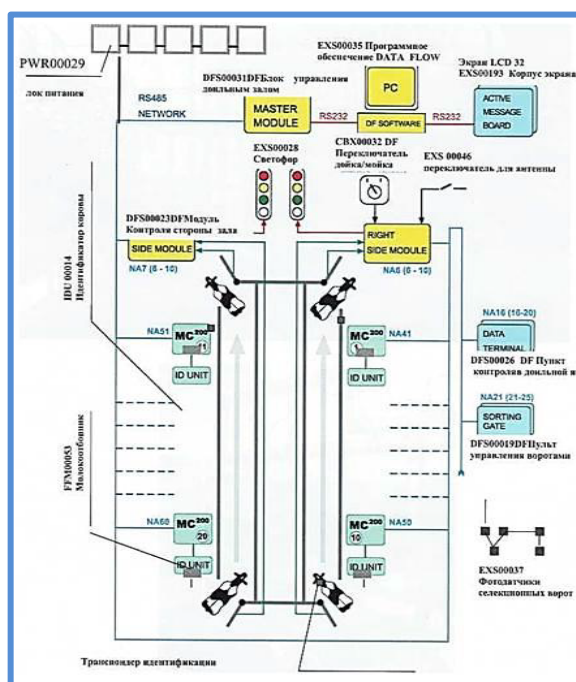 EXS00035 Программное
обеспечение DATA FLOW
PWR00029
лок питания
DFS00031DFБлок управления
доильным залом
Экран LCD 32
EXS00193 Корпус экрана
RS485
NETWORK
MASTER
MODULE
RS232
PC
DF SOFTWARE
RS232
ACTIVE
MESSAGE
BOARD
EXS00028
Светофор
CBX00032 DF
Переключатель
дойка/мойка
EXS 00046
переключатель для антенны
DFS00023DFМодуль
Контроля стороны зала
SIDE MODULE
NA7 (6 - 10)
RIGHT
SIDE MODULE
NA6 (6 - 10)
IDU 00014
Идентификатор коровы
NA51
MC200
11
ID UNIT
MC200
1
NA41
ID UNIT
NA16 (16-20)
DATA
TERMINAL
DFS00026 DF Пункт
контроляв доильной я
NA21 (21-25)
SORTING
GATE
DFS00019DFПульт
управления воротами
FFM00053
Молокоотборник
NA60
MC200
20
ID UNIT
MC200
10
NA50
ID UNIT
EXS00037
Фотодатчики
селекционных ворот
Транспондер идентификации